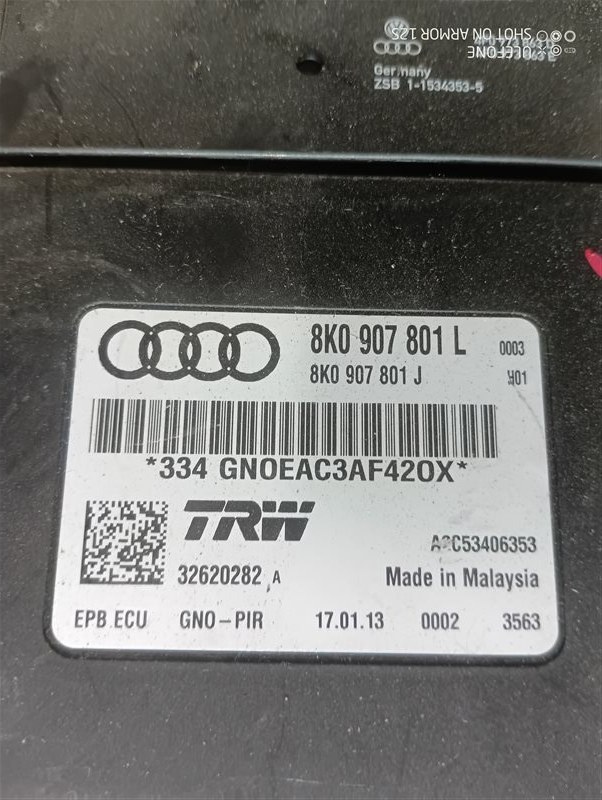 SHOT ON ARMOR 12S
ULEFONE
Germany
ZSB 1-1534353-5
8K0 907 801 L 0003
8K0 907 801 J H01
*334 GNOEAC3AF42OX*
TRW
A2C53406353
32620282 A
Made in Malaysia
EPB ECU GNO-PIR 17.01.13 0002 3563